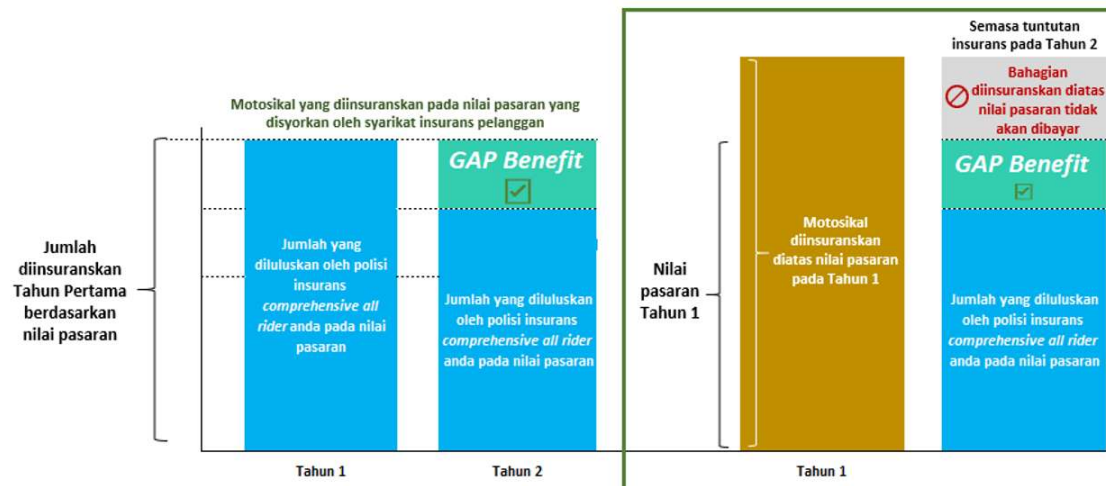 Motosikal yang diinsuranskan pada nilai pasaran yang
disyorkan oleh syarikat insurans pelanggan
Jumlah
diinsuranskan
Tahun Pertama
berdasarkan
nilai pasaran
Jumlah yang
diluluskan oleh polisi
insurans
comprehensive all
rider anda pada nilai
pasaran
GAP Benefit
Jumlah yang diluluskan
oleh polisi insurans
comprehensive all rider
anda pada nilai pasaran
Tahun 1
Tahun 2
Nilai
pasaran
Tahun 1
Motosikal
diinsuranskan
diatas nilai pasaran
pada Tahun 1
Semasa tuntutan
insurans pada Tahun 2
Bahagian
diinsuranskan diatas
nilai pasaran tidak
akan dibayar
GAP Benefit
Jumlah yang diluluskan
oleh polisi insurans
comprehensive all rider
anda pada nilai pasaran
Tahun 1